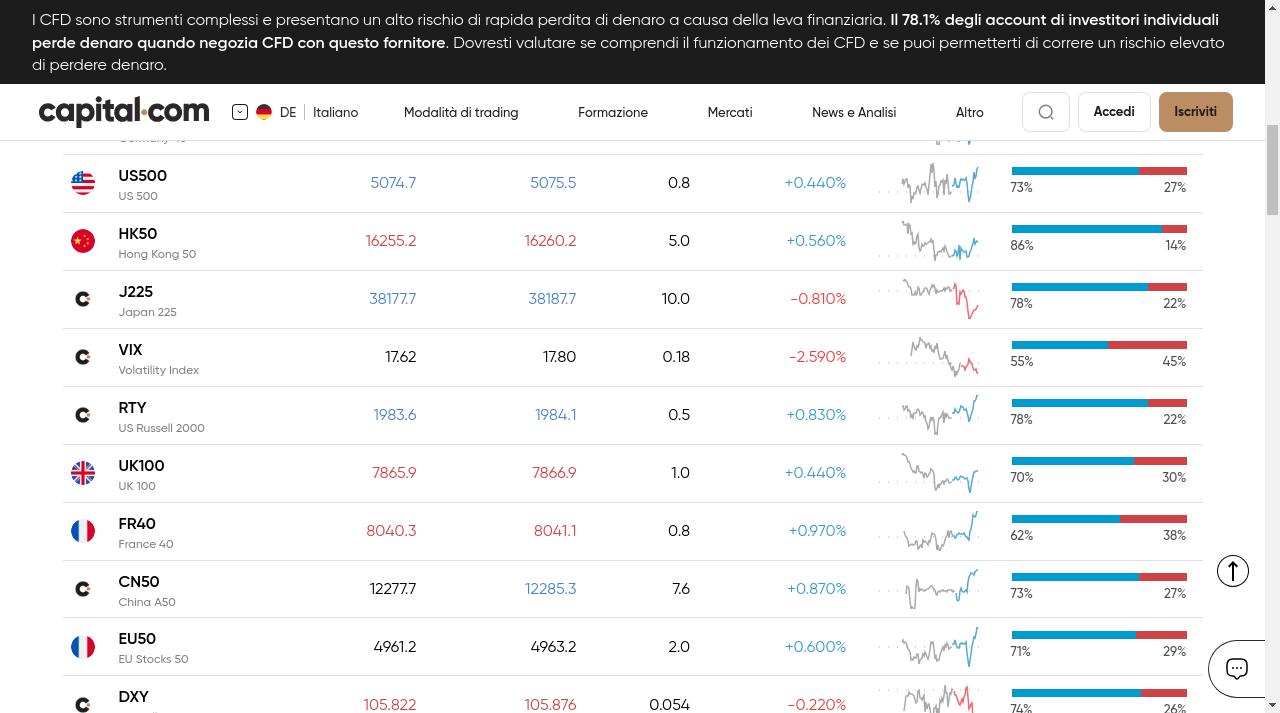 I CFD sono strumenti complessi e presentano un alto rischio di rapida perdita di denaro a causa della leva finanziaria. Il 78.1% degli account di investitori individuali
perde denaro quando negozia CFD con questo fornitore. Dovresti valutare se comprendi il funzionamento dei CFD e se puoi permetterti di correre un rischio elevato
di perdere denaro.
capital.com DE Italiano Modalità di trading Formazione Mercati News e Analisi Altro Accedi Iscriviti
US500 5074.7 5075.5 0.8 +0.440% 73% 27%
US 500
HK50 16255.2 16260.2 5.0 +0.560% 86% 14%
Hong Kong 50
J225 38177.7 38187.7 10.0 -0.810% 78% 22%
Japan 225
VIX 17.62 17.80 0.18 -2.590% 55% 45%
Volatility Index
RTY 1983.6 1984.1 0.5 +0.830% 78% 22%
US Russell 2000
UK100 7865.9 7866.9 1.0 +0.440% 70% 30%
UK 100
FR40 8040.3 8041.1 0.8 +0.970% 62% 38%
France 40
CN50 12277.7 12285.3 7.6 +0.870% 73% 27%
China A50
EU50 4961.2 4963.2 2.0 +0.600% 71% 29%
EU Stocks 50
DXY 105.822 105.876 0.054 -0.220% 74% 26%